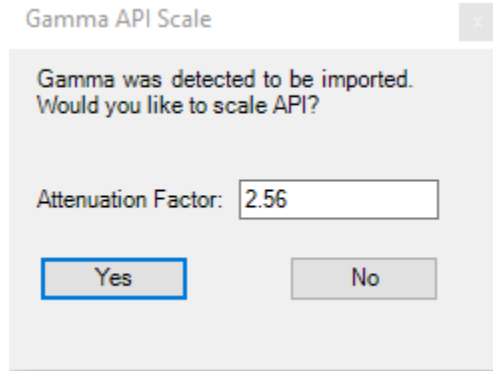 Gamma API Scale
x
Gamma was detected to be imported.
Would you like to scale API?
Attenuation Factor: 2.56
Yes No